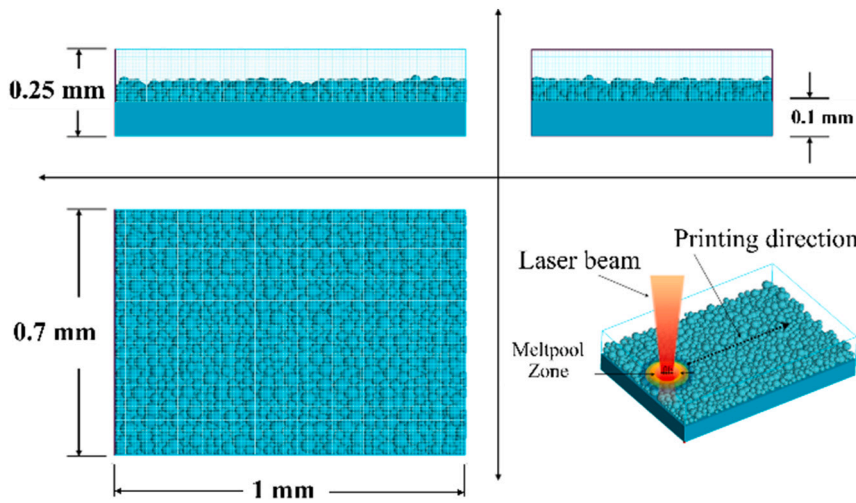 0.25 mm
0.1 mm
Printing direction
Laser beam
0.7 mm
Meltpool
Zone
1 mm